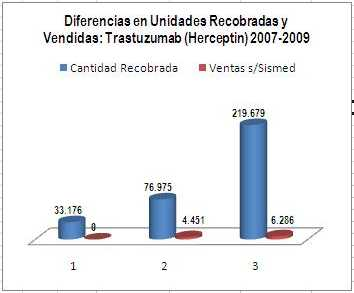 Diferencias en Unidades Recobradas y
Vendidas: Trastuzumab (Herceptin) 2007-2009
Cantidad Recobrada
Ventas s/Sismed
219.679
76.975
33.176
0
4.451
6.286
1
2
3